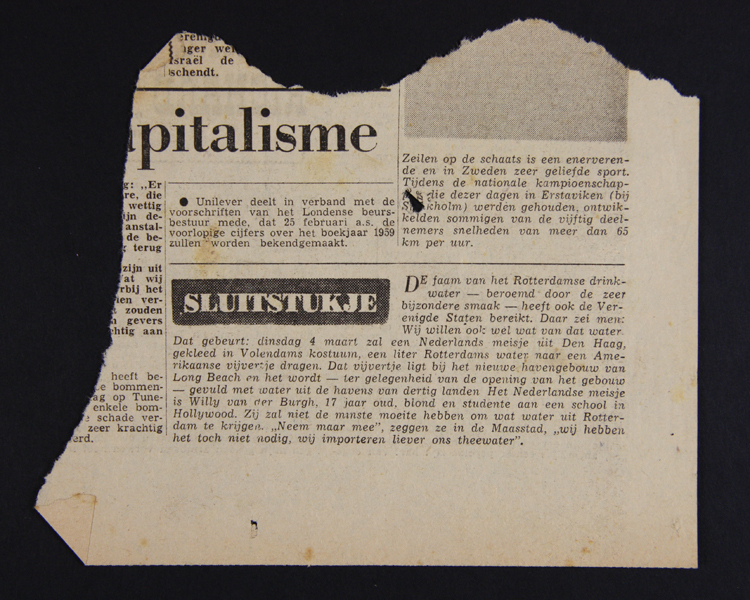 ager
Israël de
schendt.
pitalisme
g: „Er
re, die
wettig
ijn de-
anstal-
de be-
terug
zijn uit
at wij
rbij het
en ver-
zouden
gevers
htig aan
heeft be-
bommen-
ag op Tune-
enkele bom-
e schade ver-
zeer krachtig
erd.
● Unilever deelt in verband met de
voorschriften van het Londense beurs-
bestuur mede, dat 25 februari a.s. de
voorlopige cijfers over het boekjaar 1959
zullen worden bekendgemaakt.
Zeilen op de schaats is een enerveren-
de en in Zweden zeer geliefde sport.
Tijdens de nationale kampioenschap-
die dezer dagen in Erstaviken (bij
kholm) werden gehouden, ontwik-
kelden sommigen van de vijftig deel-
nemers snelheden van meer dan 65
km per uur.
SLUITSTUKJE
DE faam van het Rotterdamse drink-
water — beroemd door de zeer
bijzondere smaak — heeft ook de Ver-
enigde Staten bereikt. Daar zei men:
Wij willen ook wel wat van dat water.
Dat gebeurt: dinsdag 4 maart zal een Nederlands meisje uit Den Haag,
gekleed in Volendams kostuum, een liter Rotterdams water naar een Ame-
rikaanse vijvertje dragen. Dat vijvertje ligt bij het nieuwe havengebouw van
Long Beach en het wordt — ter gelegenheid van de opening van het gebouw
— gevuld met water uit de havens van dertig landen Het Nederlandse meisje
is Willy van der Burgh, 17 jaar oud, blond en studente aan een school in
Hollywood. Zij zal niet de minste moeite hebben om wat water uit Rotter-
dam te krijgen. „Neem maar mee”, zeggen ze in de Maasstad, „wij hebben
het toch niet nodig, wij importeren liever ons theewater”.